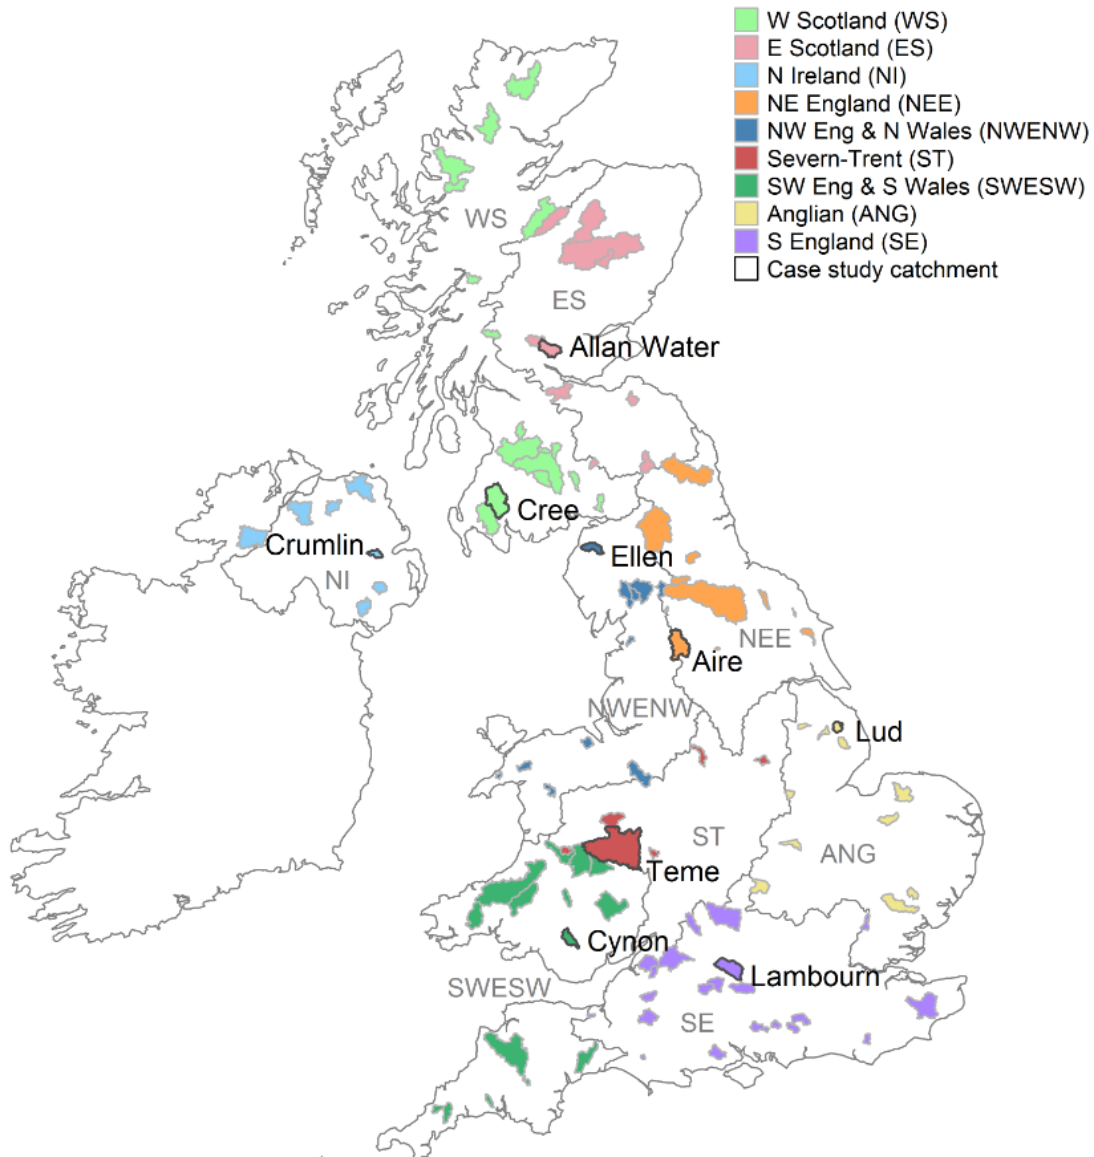 W Scotland (WS)
E Scotland (ES)
N Ireland (NI)
NE England (NEE)
NW Eng & N Wales (NWENW)
Severn-Trent (ST)
SW Eng & S Wales (SWESW)
Anglian (ANG)
S England (SE)
Case study catchment
WS
ES
Allan Water
Cree
Crumlin
Ellen
NI
NEE
Aire
NWENW
Lud
ST
ANG
Teme
Cynon
Lambourn
SWESW
SE